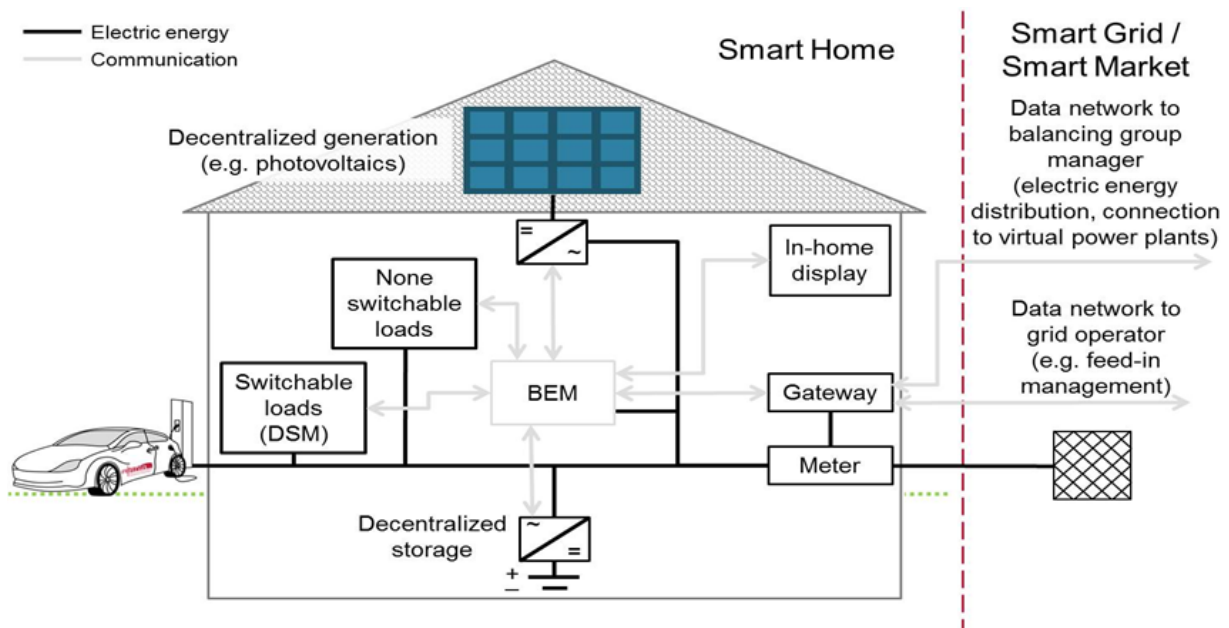 Electric energy
Communication
Smart Home
Smart Grid /
Smart Market
Data network to
balancing group
manager
(electric energy
distribution, connection
to virtual power plants)
Decentralized generation
(e.g. photovoltaics)
=
~
In-home
display
None
switchable
loads
Data network to
grid operator
(e.g. feed-in
management)
Switchable
loads
(DSM)
BEM
Gateway
Meter
Decentralized
storage
~
=
+
–